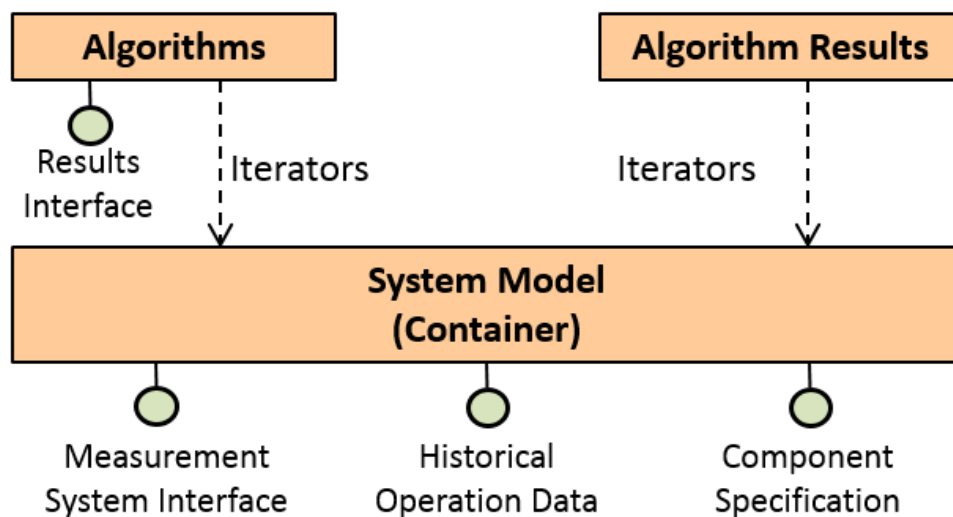 Algorithms
Algorithm Results
Results
Interface
Iterators
Iterators
System Model
(Container)
Measurement
System Interface
Historical
Operation Data
Component
Specification